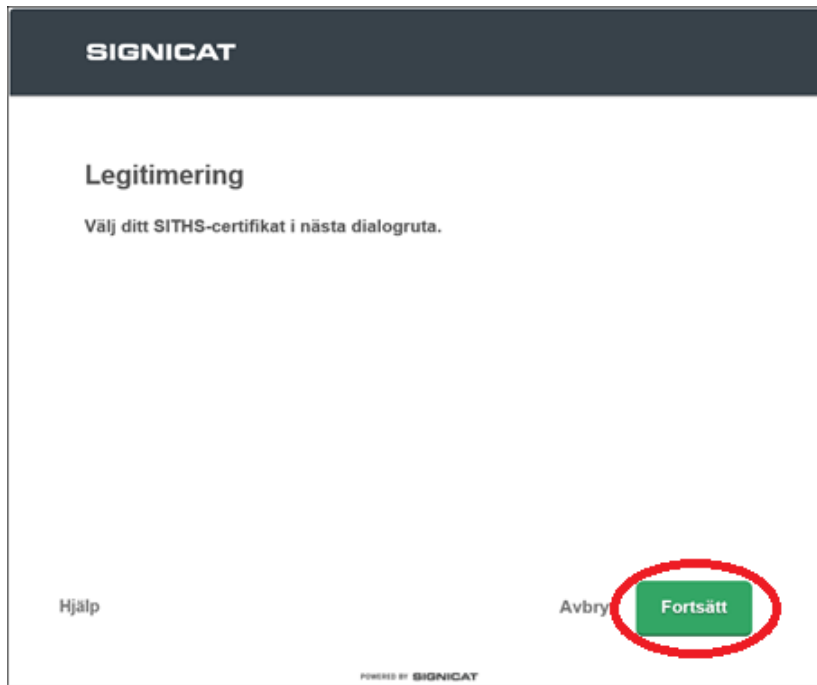 SIGNICAT
Legitimering
Välj ditt SITHS-certifikat i nästa dialogruta.
Hjälp
Avbry
Fortsätt
POWERED BY SIGNICAT